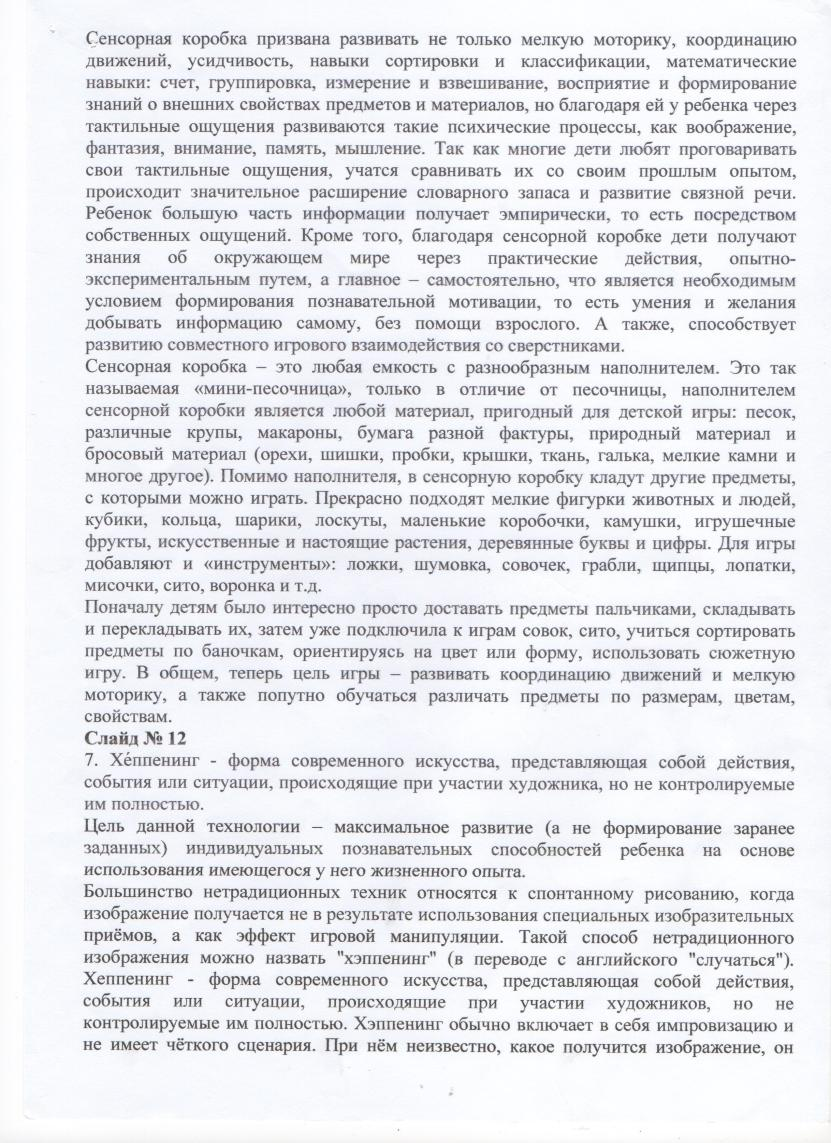 Сенсорная коробка призвана развивать не только мелкую моторику, координацию
движений, усидчивость, навыки сортировки и классификации, математические
навыки: счет, группировка, измерение и взвешивание, восприятие и формирование
знаний о внешних свойствах предметов и материалов, но благодаря ей у ребенка через
тактильные ощущения развиваются такие психические процессы, как воображение,
фантазия, внимание, память, мышление. Так как многие дети любят проговаривать
свои тактильные ощущения, учатся сравнивать их со своим прошлым опытом,
происходит значительное расширение словарного запаса и развитие связной речи.
Ребенок большую часть информации получает эмпирически, то есть посредством
собственных ощущений. Кроме того, благодаря сенсорной коробке дети получают
знания об окружающем мире через практические действия, опытно-
экспериментальным путем, а главное – самостоятельно, что является необходимым
условием формирования познавательной мотивации, то есть умения и желания
добывать информацию самому, без помощи взрослого. А также, способствует
развитию совместного игрового взаимодействия со сверстниками.
Сенсорная коробка – это любая емкость с разнообразным наполнителем. Это так
называемая «мини-песочница», только в отличие от песочницы, наполнителем
сенсорной коробки является любой материал, пригодный для детской игры: песок,
различные крупы, макароны, бумага разной фактуры, природный материал и
бросовый материал (орехи, шишки, пробки, крышки, ткань, галька, мелкие камни и
многое другое). Помимо наполнителя, в сенсорную коробку кладут другие предметы,
с которыми можно играть. Прекрасно подходят мелкие фигурки животных и людей,
кубики, кольца, шарики, лоскуты, маленькие коробочки, камушки, игрушечные
фрукты, искусственные и настоящие растения, деревянные буквы и цифры. Для игры
добавляют и «инструменты»: ложки, шумовка, совочек, грабли, щипцы, лопатки,
мисочки, сито, воронка и т.д.
Поначалу детям было интересно просто доставать предметы пальчиками, складывать
и перекладывать их, затем уже подключила к играм совок, сито, учиться сортировать
предметы по баночкам, ориентируясь на цвет или форму, использовать сюжетную
игру. В общем, теперь цель игры – развивать координацию движений и мелкую
моторику, а также попутно обучаться различать предметы по размерам, цветам,
свойствам.
Слайд № 12
7. Хе́ппенинг - форма современного искусства, представляющая собой действия,
события или ситуации, происходящие при участии художника, но не контролируемые
им полностью.
Цель данной технологии – максимальное развитие (а не формирование заранее
заданных) индивидуальных познавательных способностей ребенка на основе
использования имеющегося у него жизненного опыта.
Большинство нетрадиционных техник относятся к спонтанному рисованию, когда
изображение получается не в результате использования специальных изобразительных
приёмов, а как эффект игровой манипуляции. Такой способ нетрадиционного
изображения можно назвать "хэппенинг" (в переводе с английского "случаться").
Хеппенинг - форма современного искусства, представляющая собой действия,
события или ситуации, происходящие при участии художников, но не
контролируемые им полностью. Хэппенинг обычно включает в себя импровизацию и
не имеет чёткого сценария. При нём неизвестно, какое получится изображение, он